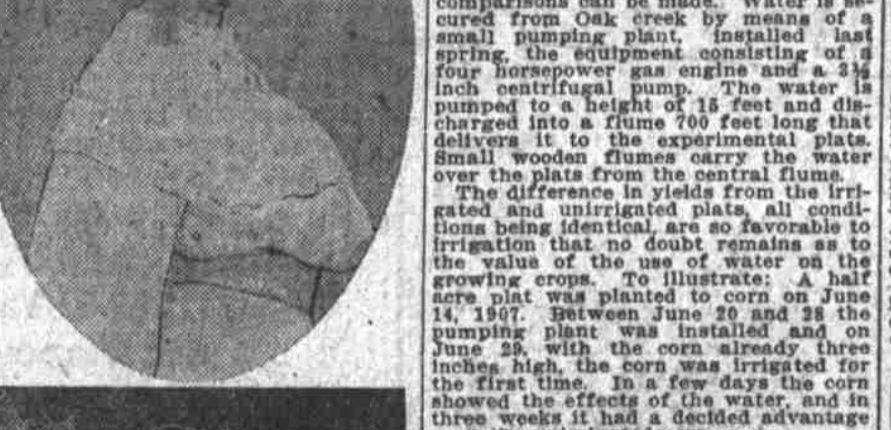 comparisons can be made. Water is se-
cured from Oak creek by means of a
small pumping plant, installed last
spring, the equipment consisting of a
four horsepower gas engine and a 3½
inch centrifugal pump. The water is
pumped to a height of 15 feet and dis-
charged into a flume 700 feet long that
delivers it to the experimental plats.
Small wooden flumes carry the water
over the plats from the central flume.
The difference in yields from the irri-
gated and unirrigated plats, all condi-
tions being identical, are so favorable to
irrigation that no doubt remains as to
the value of the use of water on the
growing crops. To illustrate: A half
acre plat was planted to corn on June
14, 1907. Between June 20 and 28 the
pumping plant was installed and on
June 29, with the corn already three
inches high, the corn was irrigated for
the first time. In a few days the corn
showed the effects of the water, and in
three weeks it had a decided advantage